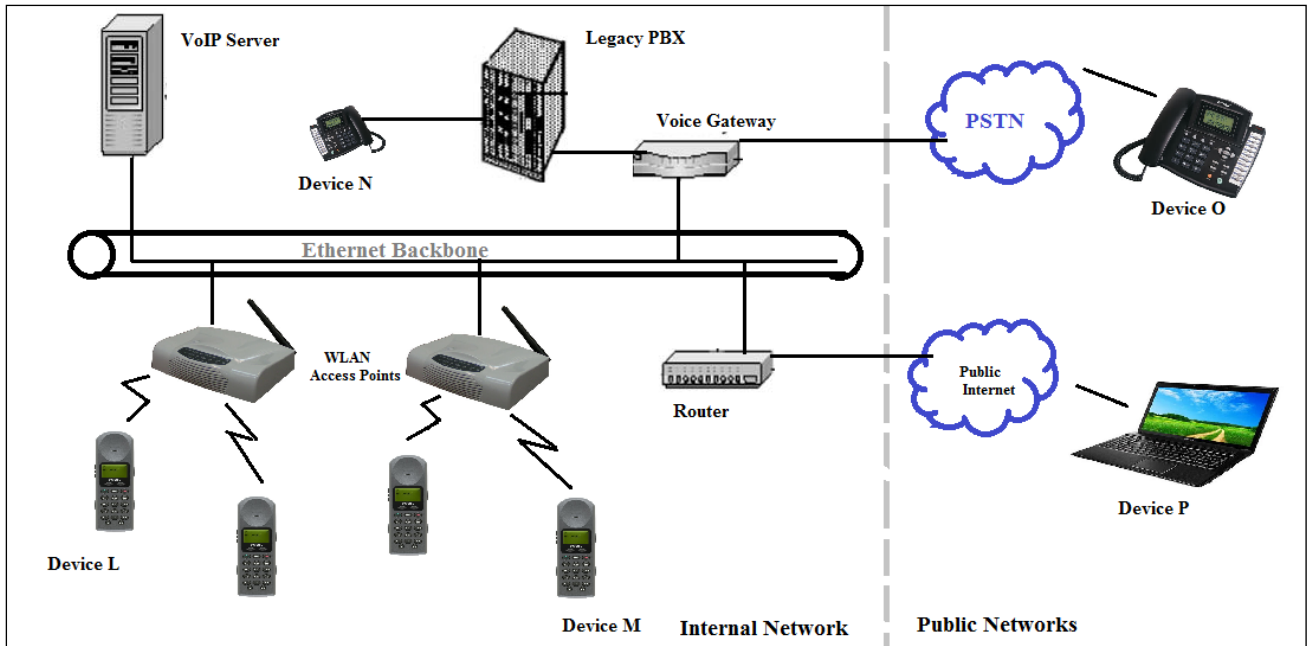 VoIP Server
Legacy PBX
Voice Gateway
PSTN
Device N
Device O
Ethernet Backbone
WLAN
Access Points
Router
Public
Internet
Device L
Device M
Device P
Internal Network
Public Networks